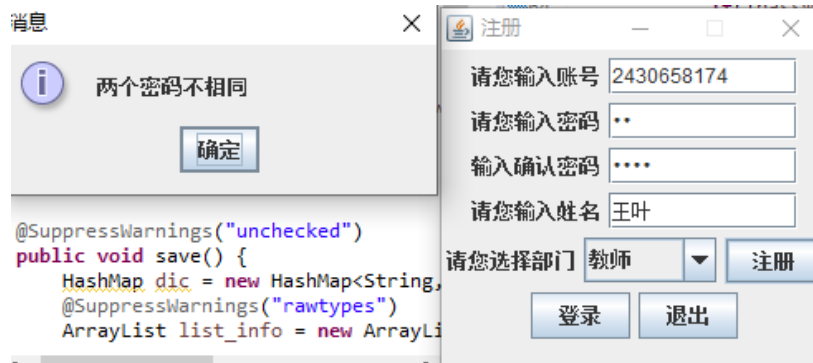 消息
两个密码不相同
确定
@SuppressWarnings("unchecked")
public void save() {
HashMap dic = new HashMap<String,
@SuppressWarnings("rawtypes")
ArrayList list_info = new ArrayLi
注册
请您输入账号 2430658174
请您输入密码 ••
输入确认密码 ••••
请您输入姓名 王叶
请您选择部门 教师 注册
登录 退出